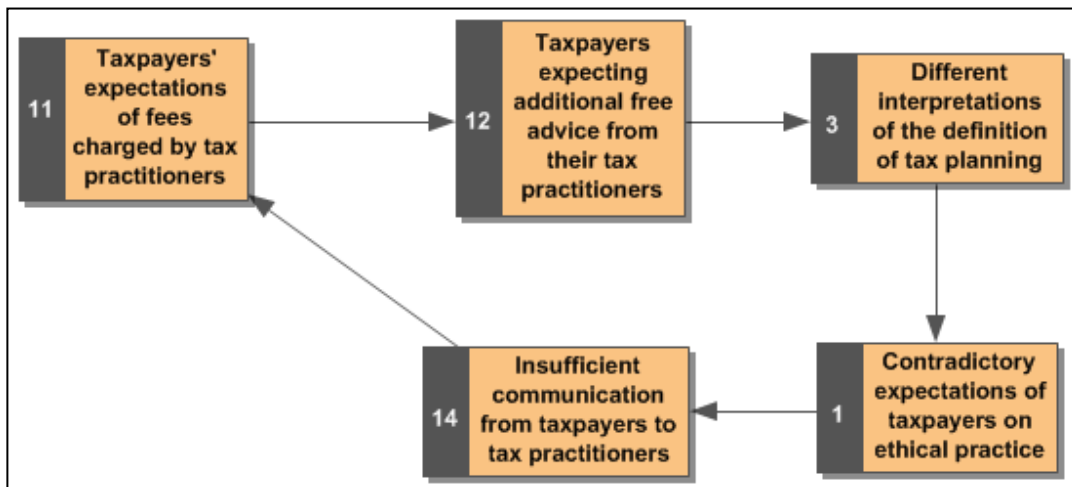 11
Taxpayers'
expectations
of fees
charged by tax
practitioners
12
Taxpayers
expecting
additional free
advice from
their tax
practitioners
3
Different
interpretations
of the definition
of tax planning
14
Insufficient
communication
from taxpayers to
tax practitioners
1
Contradictory
expectations of
taxpayers on
ethical practice